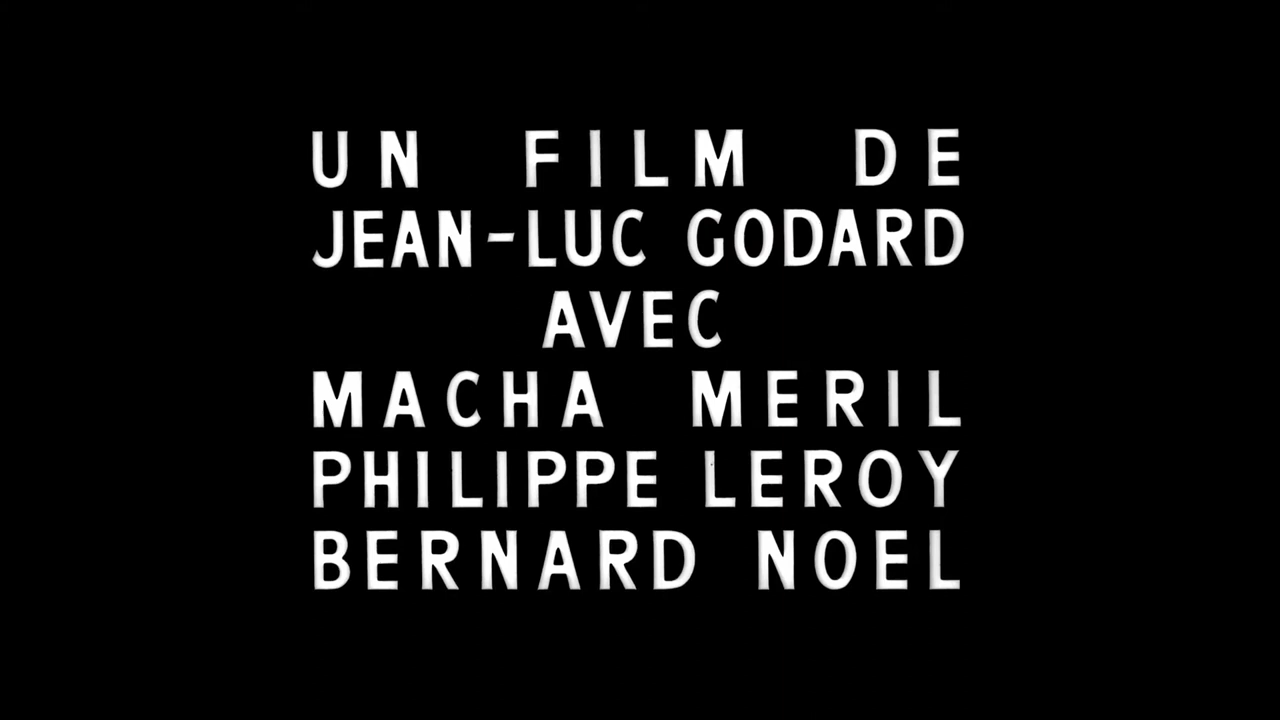 UN FILM DE
JEAN-LUC GODARD
AVEC
MACHA MERIL
PHILIPPE LEROY
BERNARD NOEL